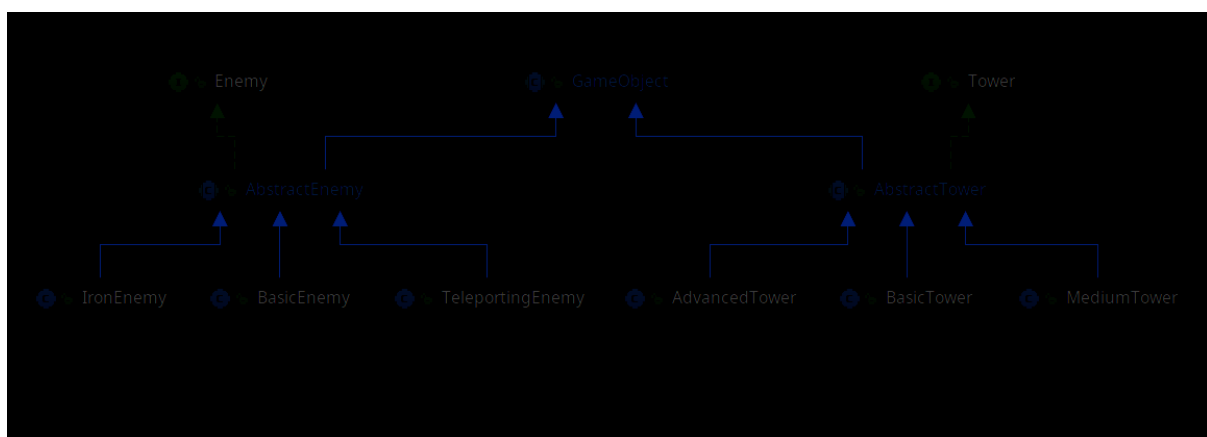 Enemy GameObject Tower
AbstractEnemy AbstractTower
IronEnemy BasicEnemy TeleportingEnemy AdvancedTower BasicTower MediumTower